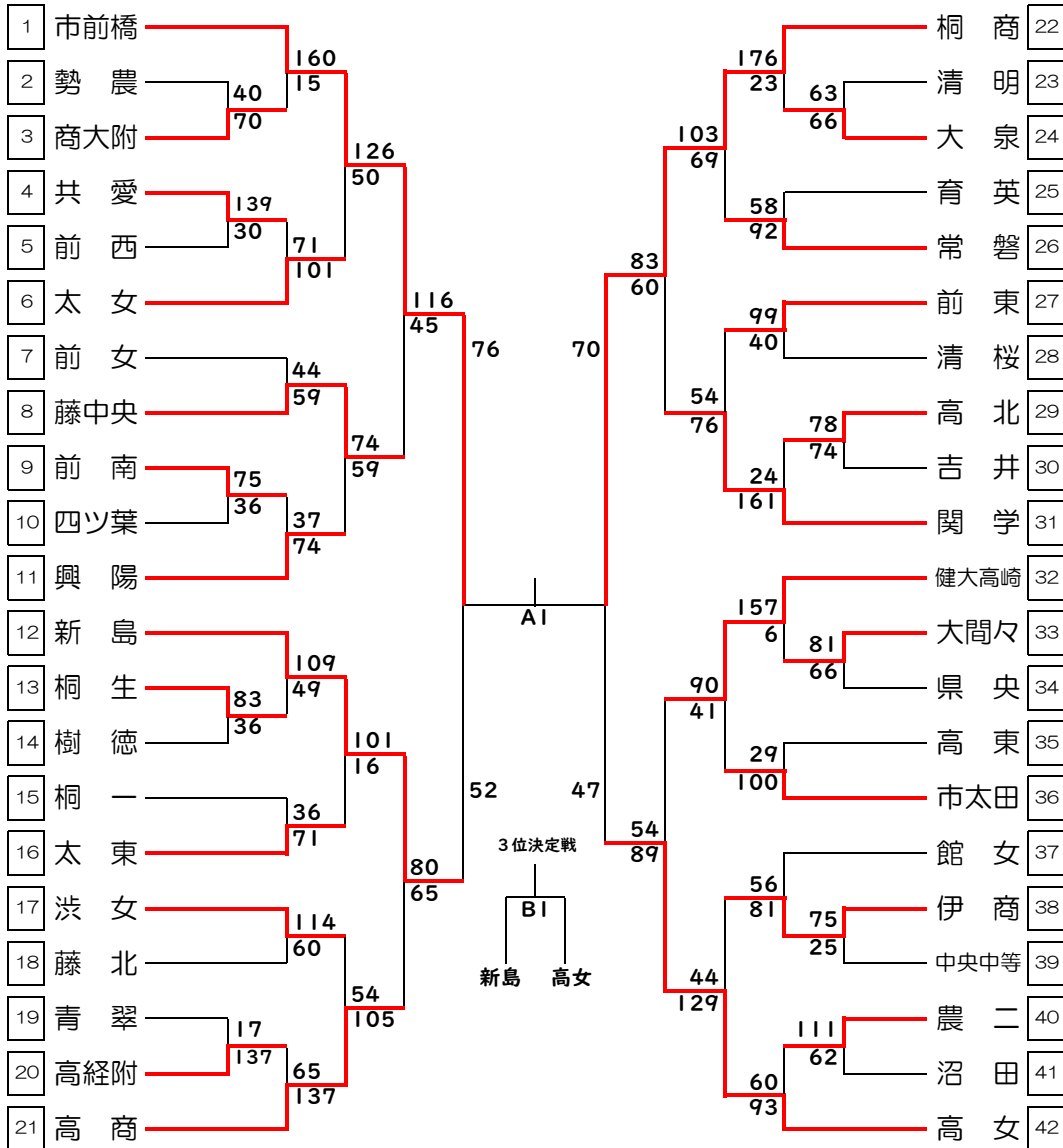 1 市前橋
2 勢農
3 商大附
4 共愛
5 前西
6 太女
7 前女
8 藤中央
9 前南
10 四ツ葉
11 興陽
12 新島
13 桐生
14 樹徳
15 桐一
16 太東
17 渋女
18 藤北
19 青翠
20 高経附
21 高商
160
15
40
70
126
50
139
30
71
101
116
45
44
59
74
59
75
36
37
74
76
109
49
83
36
101
16
36
71
52
80
65
114
60
54
105
17
137
65
137
A1
3位決定戦
B1
新島 高女
70
47
176
23
63
66
103
69
58
92
83
60
99
40
54
76
78
74
24
161
157
6
81
66
90
41
29
100
54
89
56
81
75
25
44
129
111
62
60
93
桐商 22
清明 23
大泉 24
育英 25
常磐 26
前東 27
清桜 28
高北 29
吉井 30
関学 31
健大高崎 32
大間々 33
県央 34
高東 35
市太田 36
館女 37
伊商 38
中央中等 39
農二 40
沼田 41
高女 42